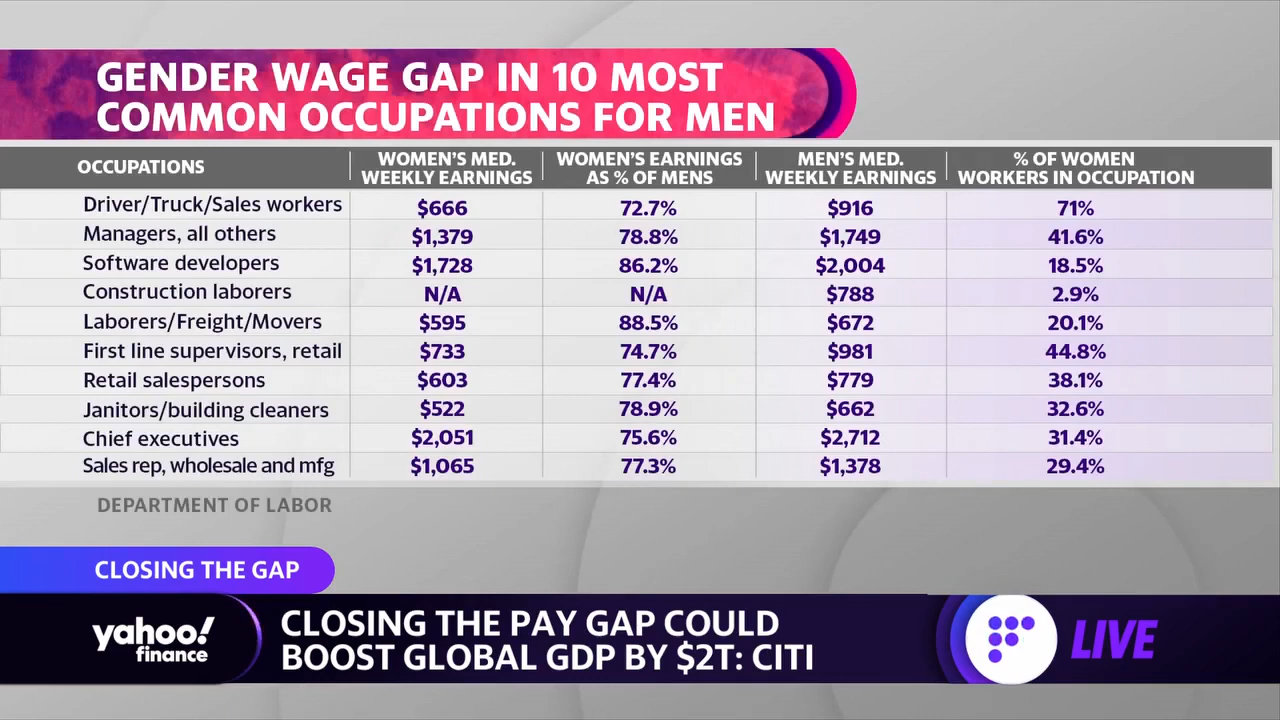 GENDER WAGE GAP IN 10 MOST
COMMON OCCUPATIONS FOR MEN
OCCUPATIONS WOMEN'S MED. WEEKLY EARNINGS WOMEN'S EARNINGS AS % OF MENS MEN'S MED. WEEKLY EARNINGS % OF WOMEN WORKERS IN OCCUPATION
Driver/Truck/Sales workers $666 72.7% $916 71%
Managers, all others $1,379 78.8% $1,749 41.6%
Software developers $1,728 86.2% $2,004 18.5%
Construction laborers N/A N/A $788 2.9%
Laborers/Freight/Movers $595 88.5% $672 20.1%
First line supervisors, retail $733 74.7% $981 44.8%
Retail salespersons $603 77.4% $779 38.1%
Janitors/building cleaners $522 78.9% $662 32.6%
Chief executives $2,051 75.6% $2,712 31.4%
Sales rep, wholesale and mfg $1,065 77.3% $1,378 29.4%
DEPARTMENT OF LABOR
CLOSING THE GAP
yahoo!
finance
CLOSING THE PAY GAP COULD
BOOST GLOBAL GDP BY $2T: CITI
LIVE